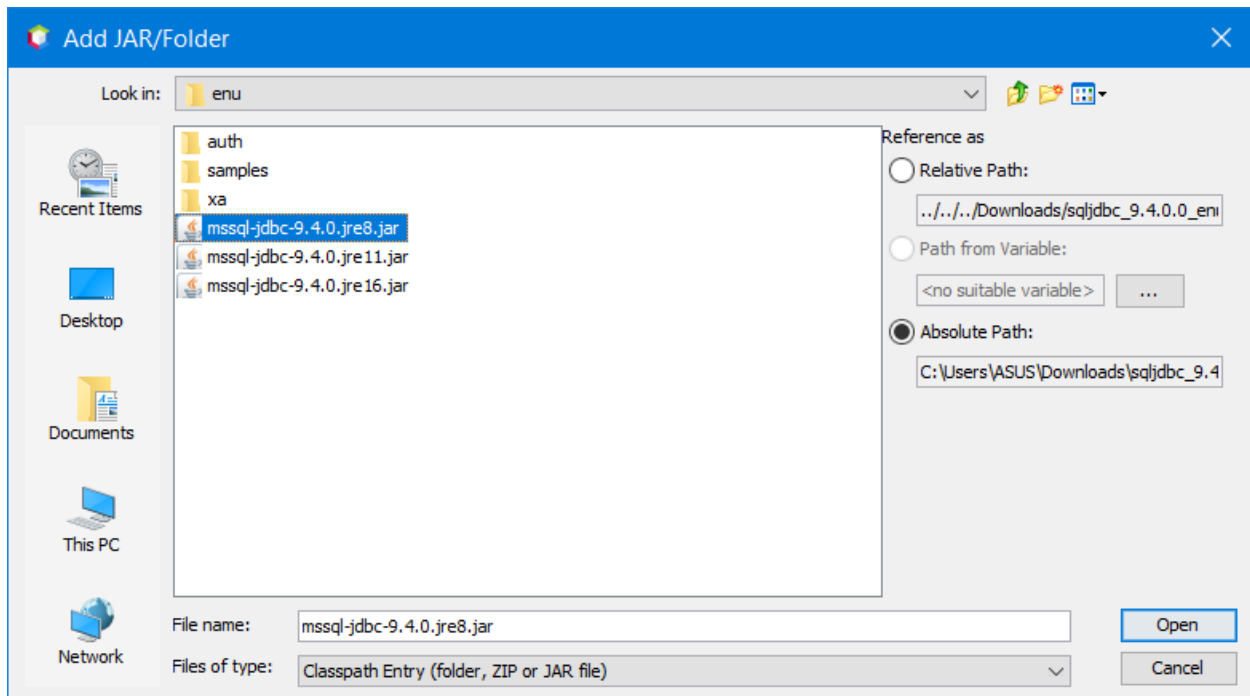 Add JAR/Folder
Look in:
enu
Recent Items
Desktop
Documents
This PC
Network
auth
samples
xa
mssql-jdbc-9.4.0.jre8.jar
mssql-jdbc-9.4.0.jre11.jar
mssql-jdbc-9.4.0.jre16.jar
Reference as
Relative Path:
../../../Downloads/sqljdbc_9.4.0.0_enu
Path from Variable:
<no suitable variable>
...
Absolute Path:
C:\Users\ASUS\Downloads\sqljdbc_9.4
File name:
mssql-jdbc-9.4.0.jre8.jar
Open
Files of type:
Classpath Entry (folder, ZIP or JAR file)
Cancel